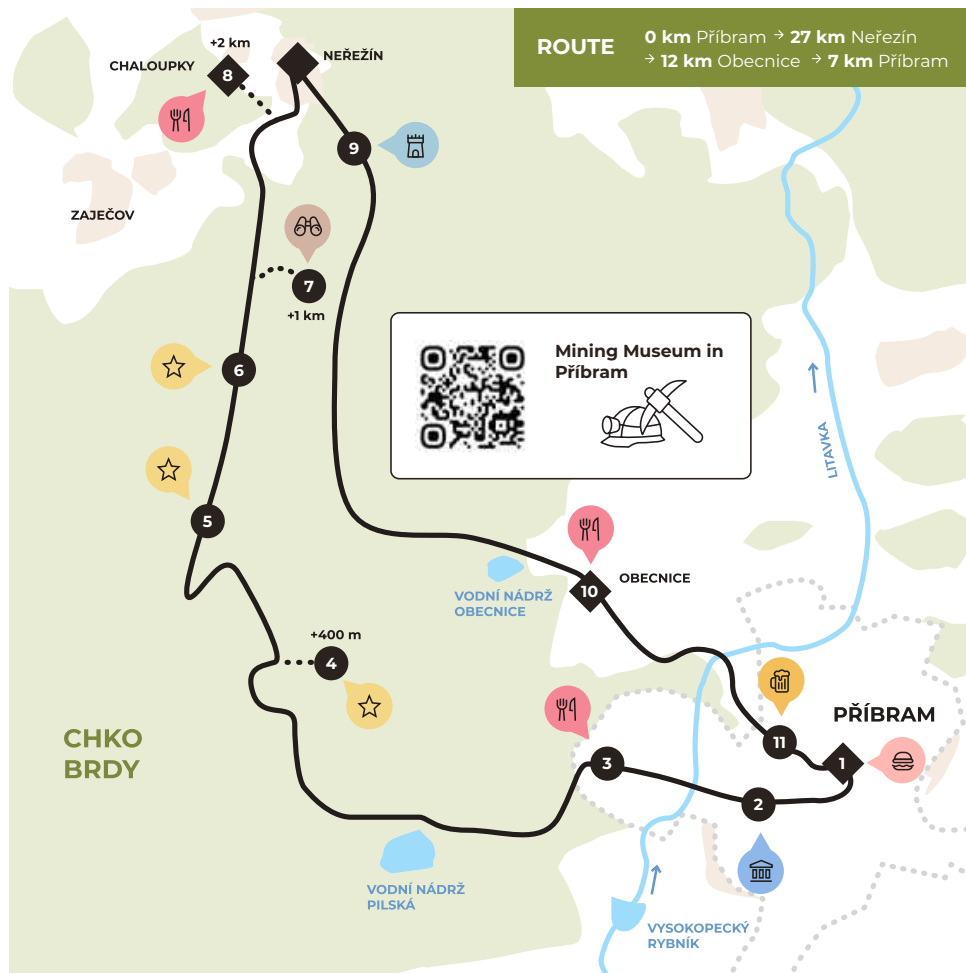 ROUTE
0 km Příbram → 27 km Neřezín
→ 12 km Obecnice → 7 km Příbram
+2 km
CHALOUPKY
8
NEŘEŽÍN
9
ZAJEČOV
7
+1 km
6
Mining Museum in
Příbram
LITAVKA
5
10
OBECNICE
VODNÍ NÁDRŽ
OBECNICE
+400 m
4
CHKO
BRDY
PŘÍBRAM
11
1
3
2
VODNÍ NÁDRŽ
PILSKÁ
VYSOKOPECKÝ
RYBNÍK